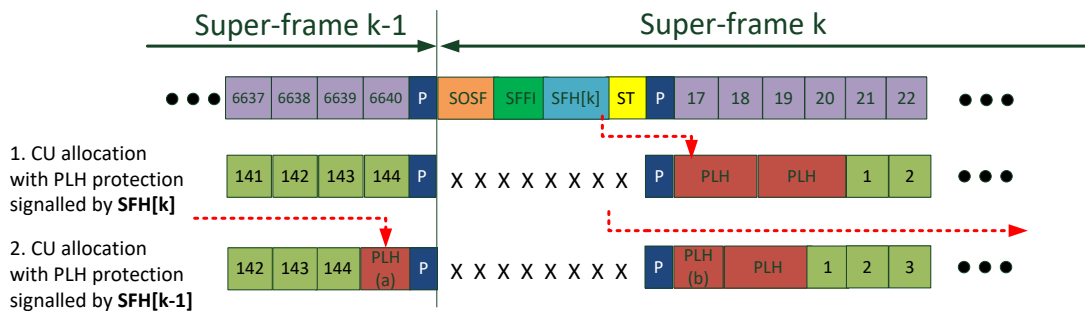 Super-frame k-1 Super-frame k
●●● 6637 6638 6639 6640 P SOSF SFFI SFH[k] ST P 17 18 19 20 21 22 ●●●
1. CU allocation
with PLH protection
signalled by SFH[k]
141 142 143 144 P X X X X X X X X P PLH PLH 1 2 ●●●
2. CU allocation
with PLH protection
signalled by SFH[k-1]
142 143 144 PLH (a) P X X X X X X X X P PLH (b) PLH 1 2 3 ●●●